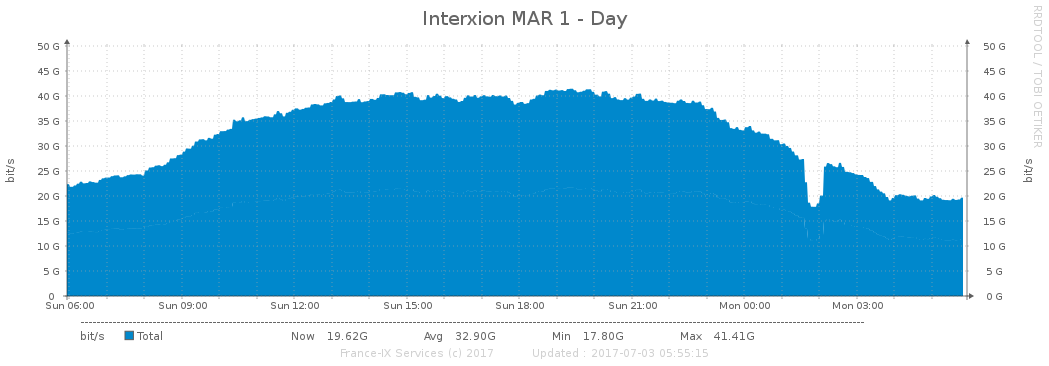 Interxion MAR 1 - Day
RRDTOOL / TOBI OETIKER
50 G 50 G
45 G 45 G
40 G 40 G
35 G 35 G
30 G 30 G
25 G 25 G
20 G 20 G
15 G 15 G
10 G 10 G
5 G 5 G
0 0 G
bit/s
bit/s
Sun 06:00 Sun 09:00 Sun 12:00 Sun 15:00 Sun 18:00 Sun 21:00 Mon 00:00 Mon 03:00
bit/s Total Now 19.62G Avg 32.90G Min 17.80G Max 41.41G
France-IX Services (c) 2017 Updated : 2017-07-03 05:55:15